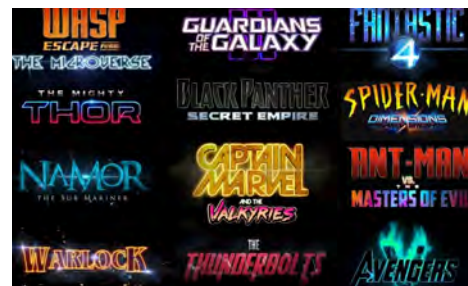 WASP
ESCAPE FROM
THE MICROVERSE
GUARDIANS
OF THE GALAXY
FANTASTIC
4
THE MIGHTY
THOR
BLACK PANTHER
SECRET EMPIRE
SPIDER-MAN
DIMENSIONS
NAMOR
THE SUB MARINER
CAPTAIN
MARVEL
AND THE
VALKYRIES
ANT-MAN
VS. THE
MASTERS OF EVIL
WARLOCK
THE
THUNDERBOLTS
AVENGERS